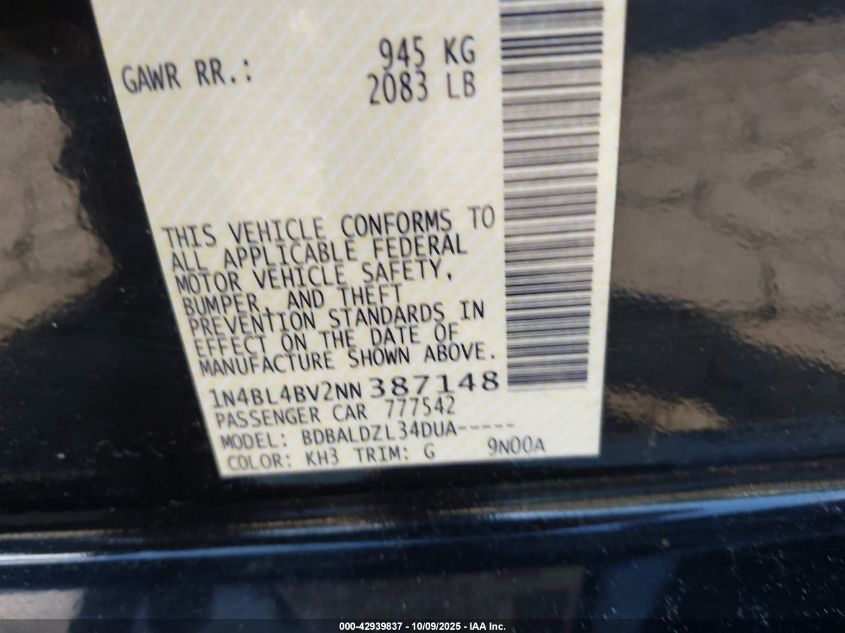 GAWR RR.: 945 KG
2083 LB
THIS VEHICLE CONFORMS TO
ALL APPLICABLE FEDERAL
MOTOR VEHICLE SAFETY,
BUMPER, AND THEFT
PREVENTION STANDARDS IN
EFFECT ON THE DATE OF
MANUFACTURE SHOWN ABOVE.
1N4BL4BV2NN387148
PASSENGER CAR 777542
MODEL: BDBALDZL34DUA-----
COLOR: KH3 TRIM: G 9N00A
000-42939837 - 10/09/2025 - IAA Inc.